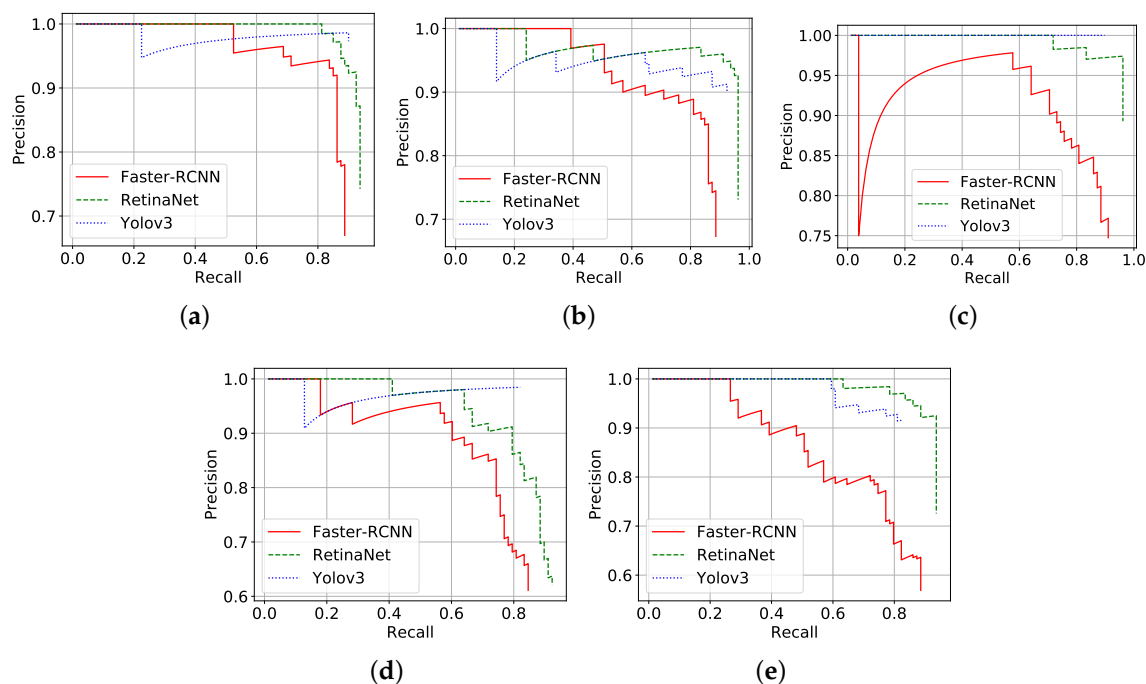 1.0
0.9
0.8
0.7
Precision
Faster-RCNN
RetinaNet
Yolov3
0.0 0.2 0.4 0.6 0.8
Recall
(a)
1.0
0.9
0.8
0.7
Precision
Faster-RCNN
RetinaNet
Yolov3
0.0 0.2 0.4 0.6 0.8 1.0
Recall
(b)
1.00
0.95
0.90
0.85
0.80
0.75
Precision
Faster-RCNN
RetinaNet
Yolov3
0.0 0.2 0.4 0.6 0.8 1.0
Recall
(c)
1.0
0.9
0.8
0.7
0.6
Precision
Faster-RCNN
RetinaNet
Yolov3
0.0 0.2 0.4 0.6 0.8
Recall
(d)
1.0
0.9
0.8
0.7
0.6
Precision
Faster-RCNN
RetinaNet
Yolov3
0.0 0.2 0.4 0.6 0.8
Recall
(e)